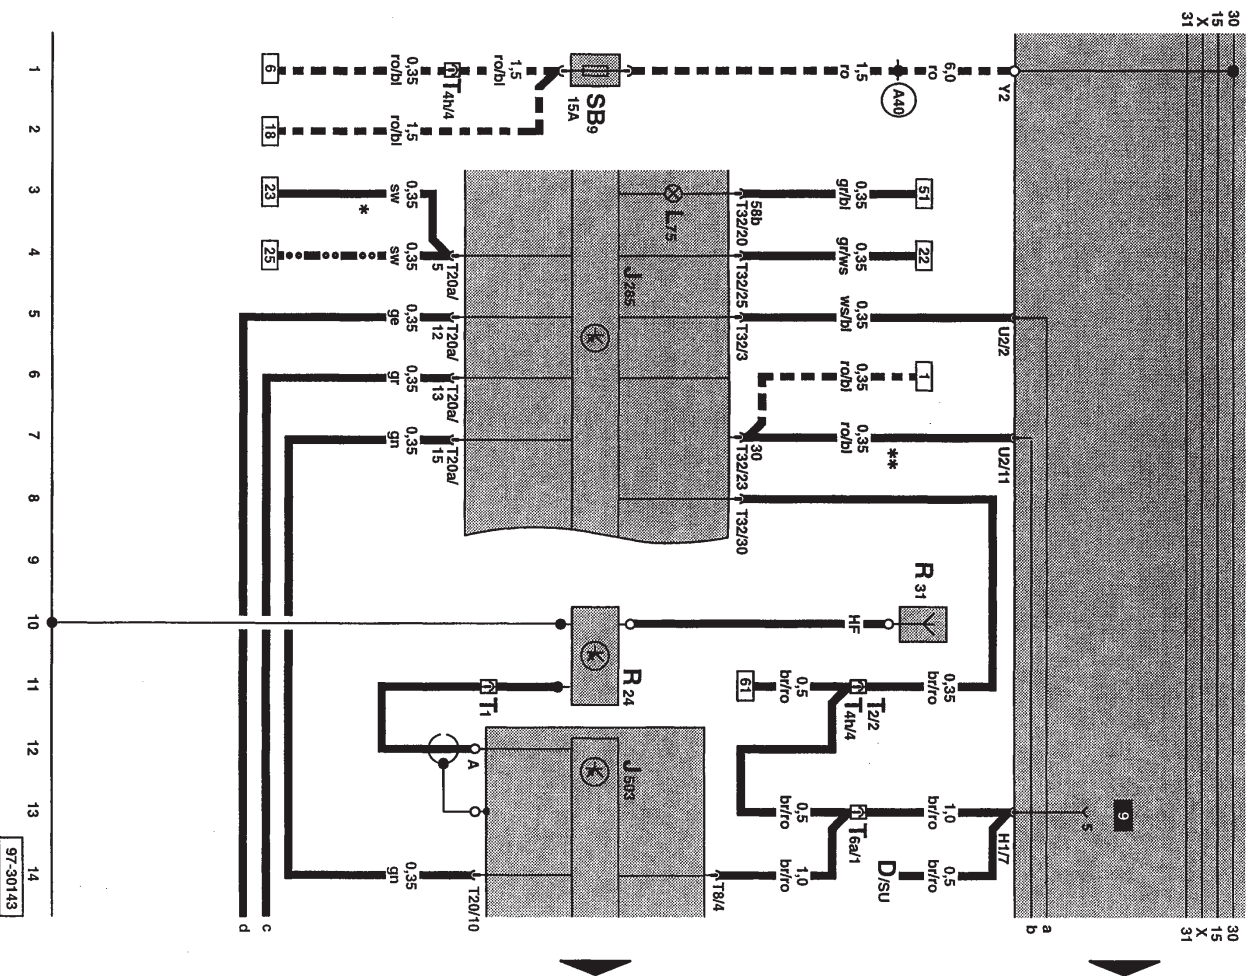 30 30
15 15
X X
31 31
9
5
a
b
Y2 U2/2 U2/11 H1/7
6,0
ro
A40
1,5
ro
51 22 1 R31
** D/SU
0,35 0,35 0,35 0,35 0,35 0,35 1,0 0,5
gr/bl gr/ws ws/bl ro/bl ro/bl br/ro br/ro br/ro
HF
T2/2
T4h/4 T6a/1
0,5 0,5 1,0
br/ro br/ro br/ro
61
58b 30
T32/20 T32/25 T32/3 T32/23 T32/30
T8/4
L75
J285
R24
J503
SB9
15A
1,5
ro/bl
T4h/4
T1
A
T20a/ T20a/ T20a/ T20a/ T20/10
5 12 13 15
0,35 1,5 0,35 0,35 0,35 0,35 0,35 0,35
ro/bl ro/bl sw sw ge gr gn gn
*
6 18 23 25
c
d
1 2 3 4 5 6 7 8 9 10 11 12 13 14
97-30143